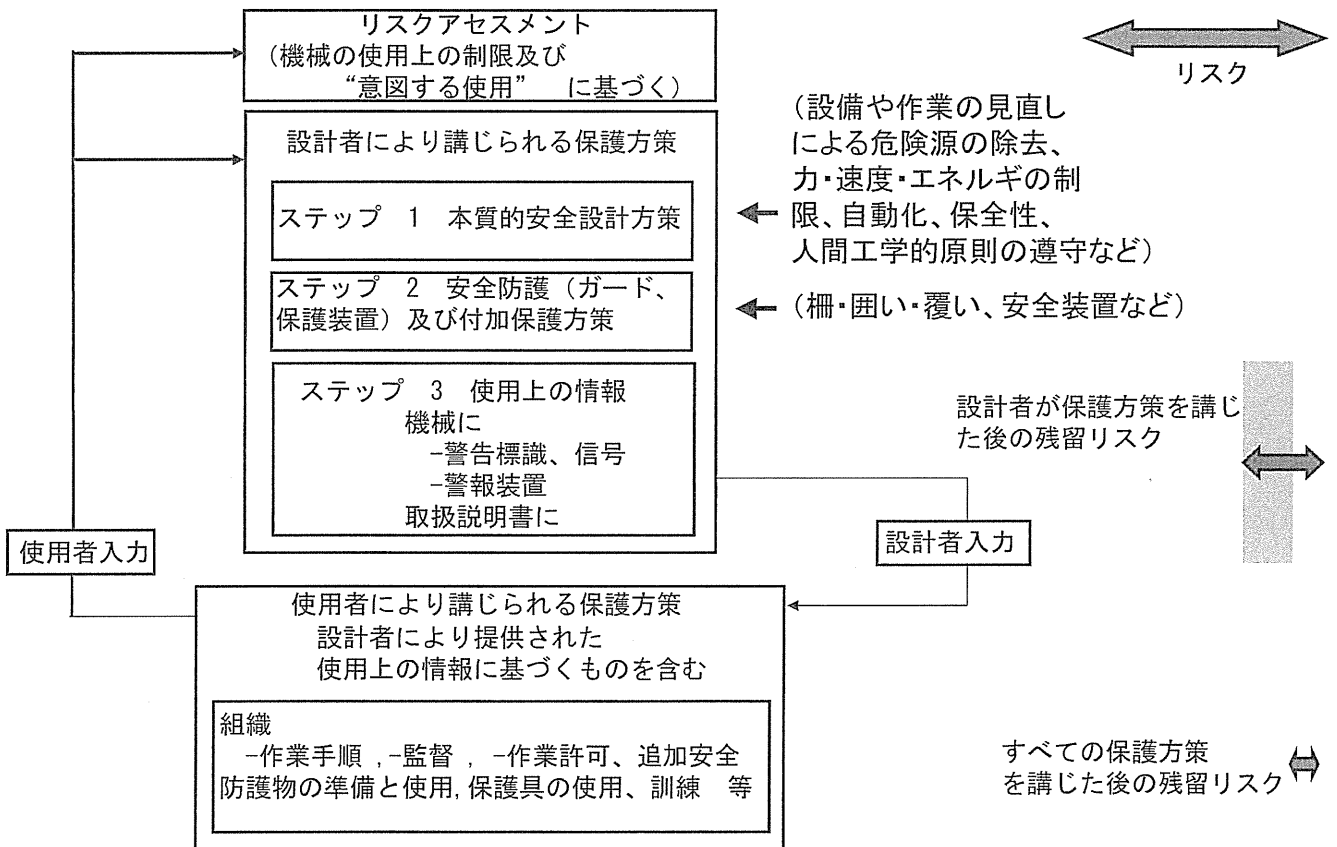 リスクアセスメント
(機械の使用上の制限及び
“意図する使用” に基づく)
リスク
設計者により講じられる保護方策
ステップ 1 本質的安全設計方策
(設備や作業の見直し
による危険源の除去、
力・速度・エネルギの制
限、自動化、保全性、
人間工学的原則の遵守など)
ステップ 2 安全防護（ガード、
保護装置）及び付加保護方策
(柵・囲い・覆い、安全装置など)
ステップ 3 使用上の情報
機械に
-警告標識、信号
-警報装置
取扱説明書に
設計者が保護方策を講じ
た後の残留リスク
使用者入力
設計者入力
使用者により講じられる保護方策
設計者により提供された
使用上の情報に基づくものを含む
組織
-作業手順 ,-監督 , -作業許可、追加安全
防護物の準備と使用,保護具の使用、訓練 等
すべての保護方策
を講じた後の残留リスク